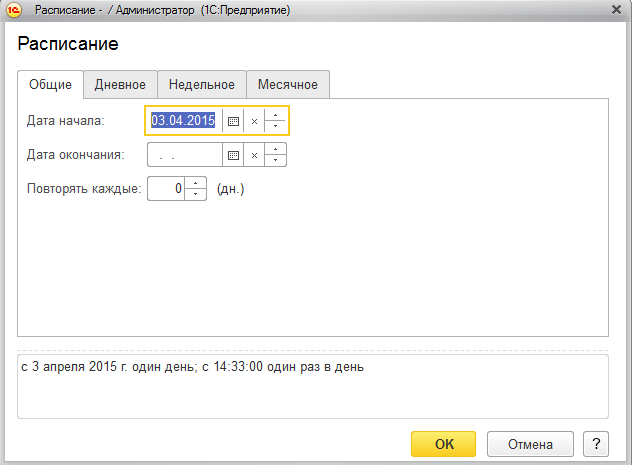 Расписание - / Администратор (1С:Предприятие)
Расписание
Общие Дневное Недельное Месячное
Дата начала: 03.04.2015
Дата окончания: . .
Повторять каждые: 0 (дн.)
с 3 апреля 2015 г. один день; с 14:33:00 один раз в день
ОК Отмена ?